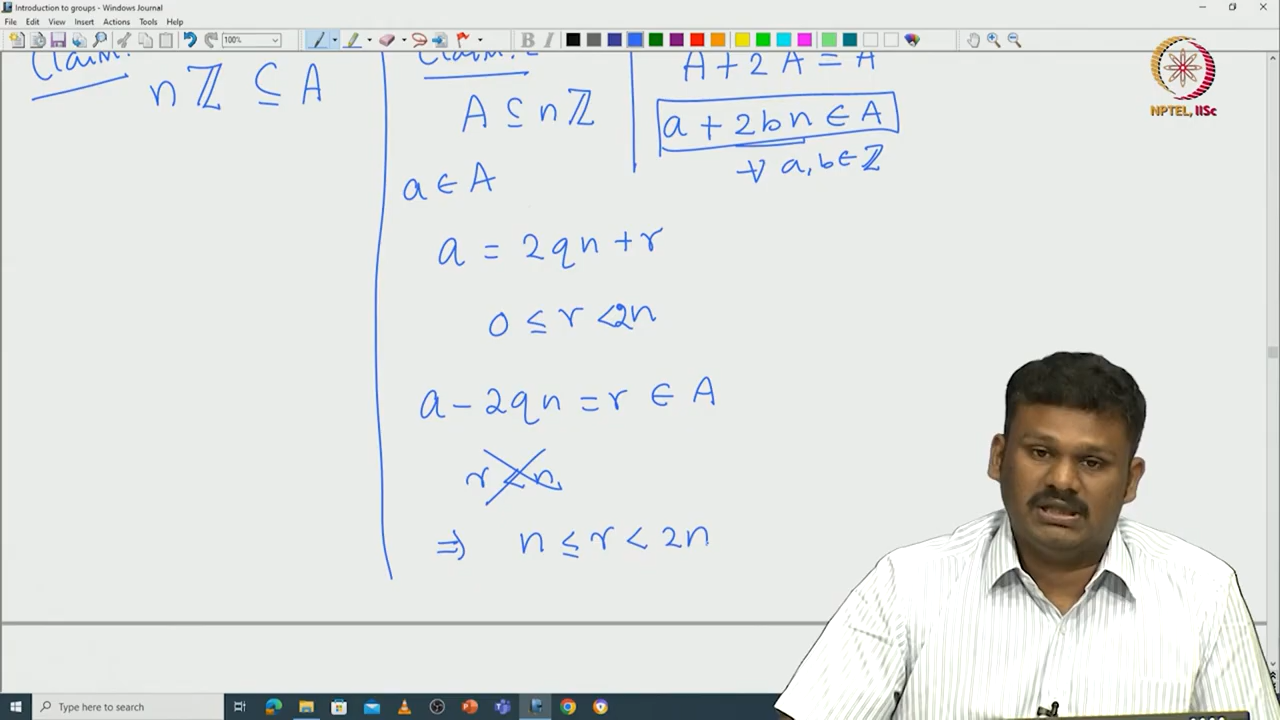 Introduction to groups - Windows Journal
File Edit View Insert Actions Tools Help
100%
B I
NPTEL, IISc
Claim:
nℤ ⊆ A
A ⊆ nℤ
a ∈ A
a = 2qn + r
0 ≤ r < 2n
a - 2qn = r ∈ A
r < n
⇒ n ≤ r < 2n
A + 2A = A
a + 2bn ∈ A
∀ a, b ∈ ℤ
Type here to search